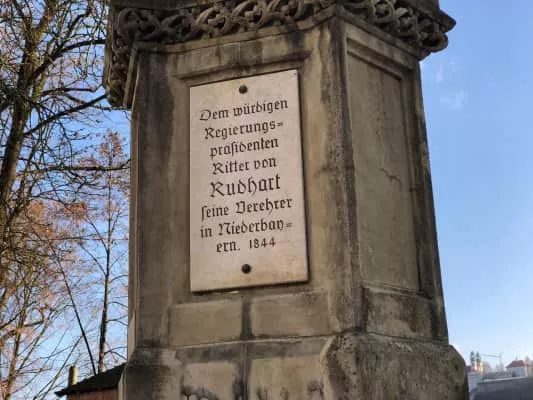 Dem würdigen
Regierungs=
präſidenten
Ritter von
Rudhart
ſeine Verehrer
in Niederbay=
ern. 1844